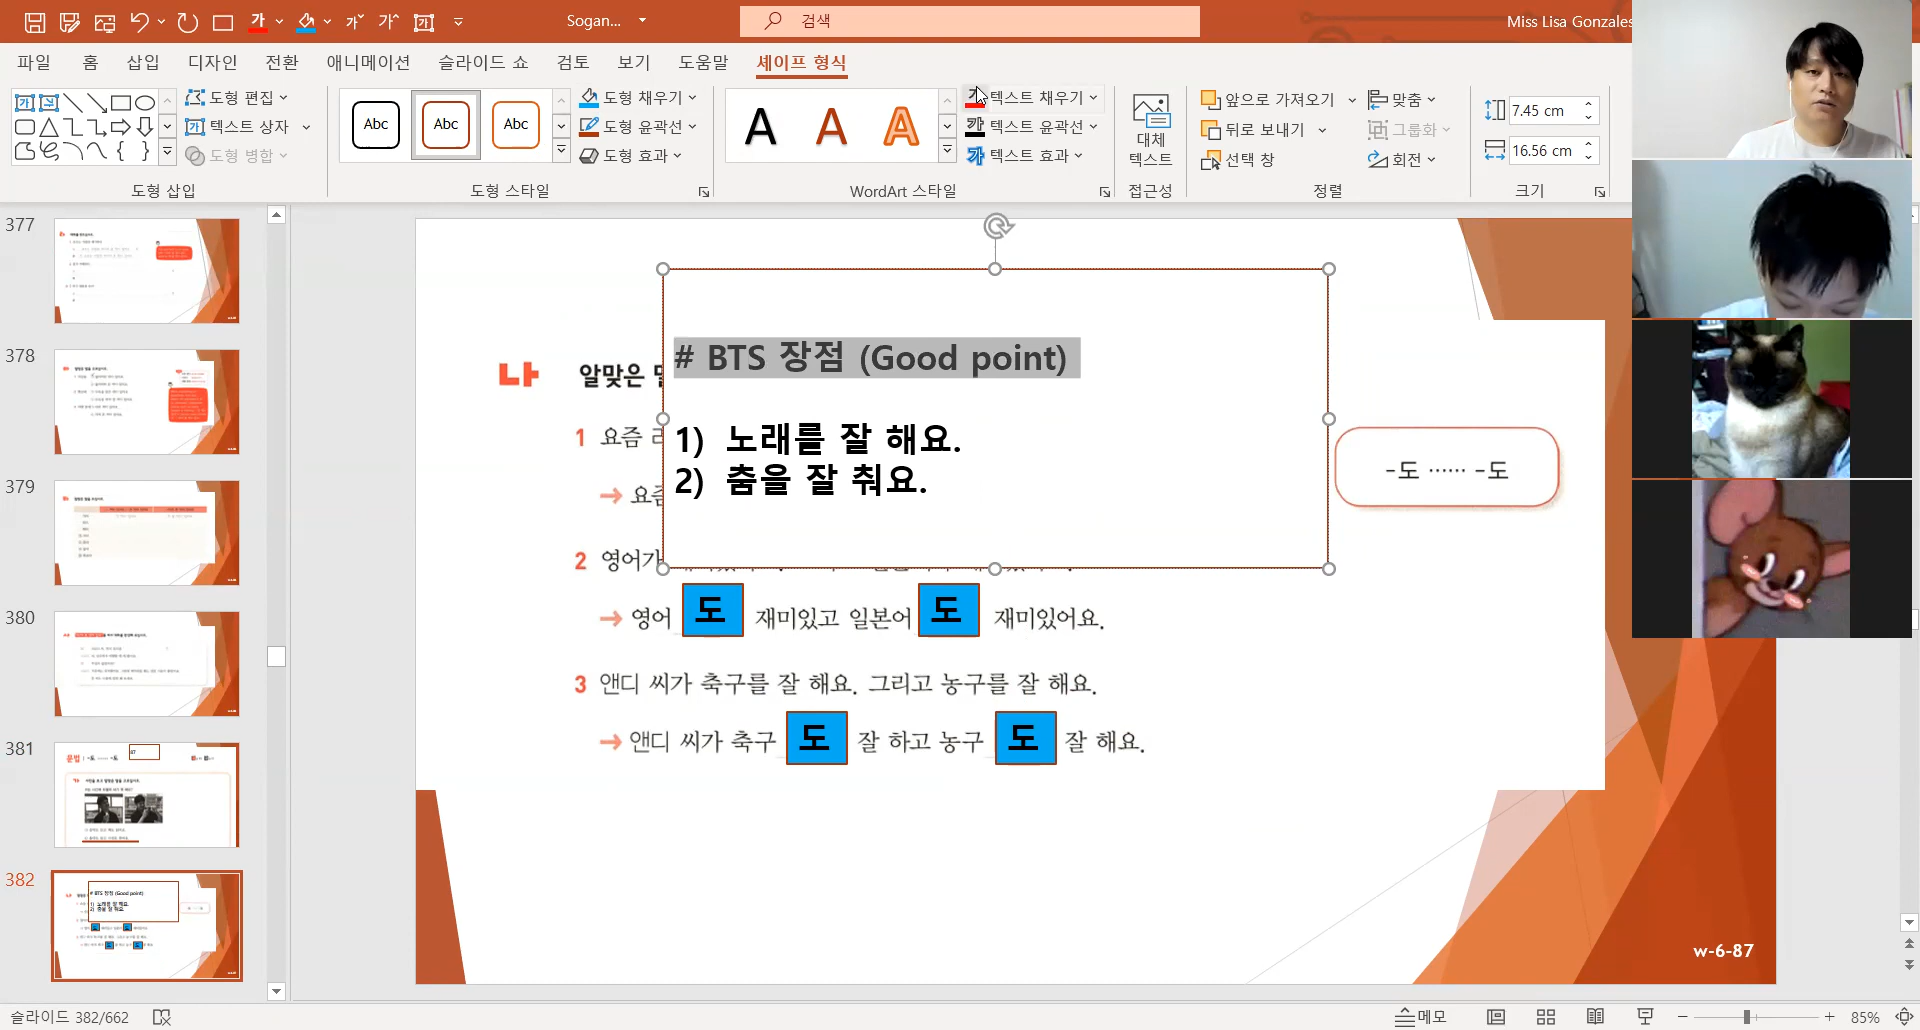 Sogan...
검색
Miss Lisa Gonzales
파일 홈 삽입 디자인 전환 애니메이션 슬라이드 쇼 검토 보기 도움말 셰이프 형식
도형 편집
텍스트 상자
도형 병합
도형 삽입
Abc Abc Abc
도형 채우기
도형 윤곽선
도형 효과
도형 스타일
A A A
텍스트 채우기
텍스트 윤곽선
텍스트 효과
WordArt 스타일
대체
텍스트
접근성
앞으로 가져오기
뒤로 보내기
선택 창
맞춤
그룹화
회전
정렬
7.45 cm
16.56 cm
크기
377
378
379
380
381
382
나 알맞은
# BTS 장점 (Good point)
1) 노래를 잘 해요.
2) 춤을 잘 춰요.
1 요즘
→ 요즘
-도 ······ -도
2 영어가
→ 영어 도 재미있고 일본어 도 재미있어요.
3 앤디 씨가 축구를 잘 해요. 그리고 농구를 잘 해요.
→ 앤디 씨가 축구 도 잘 하고 농구 도 잘 해요.
w-6-87
슬라이드 382/662
메모
85%